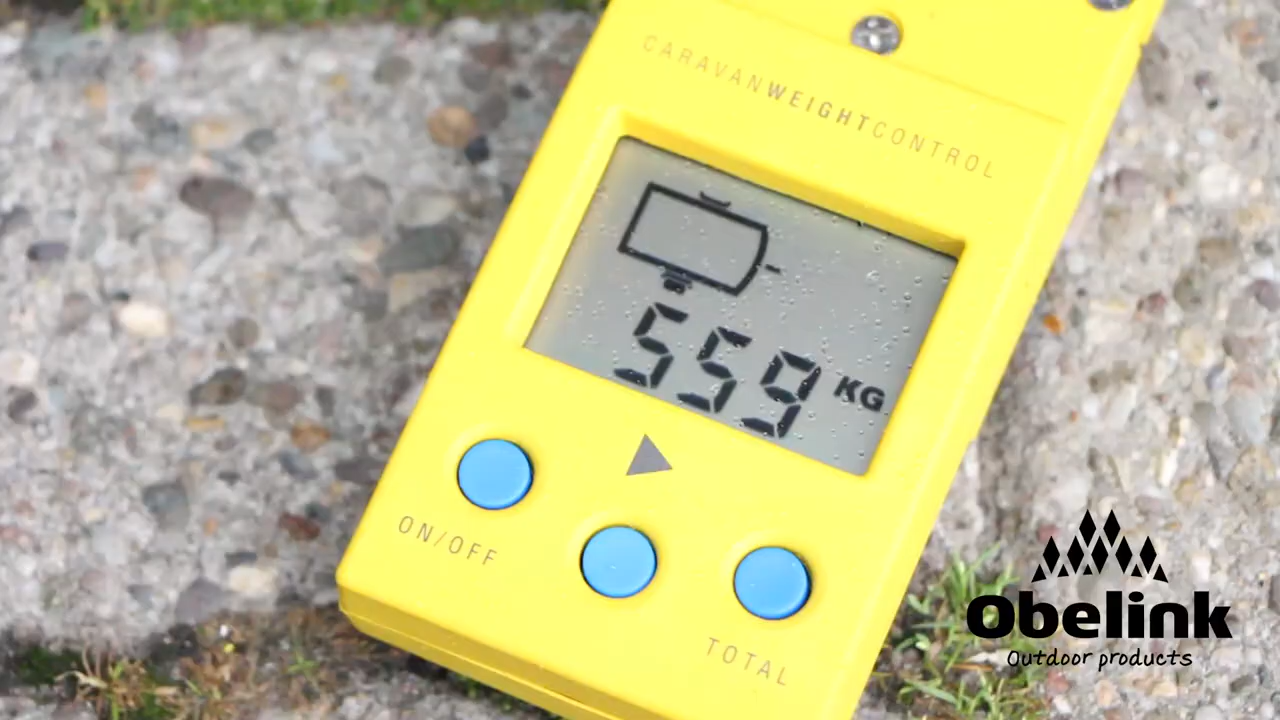 CARAVANWEIGHTCONTROL
559 KG
ON/OFF
TOTAL
Obelink
Outdoor products